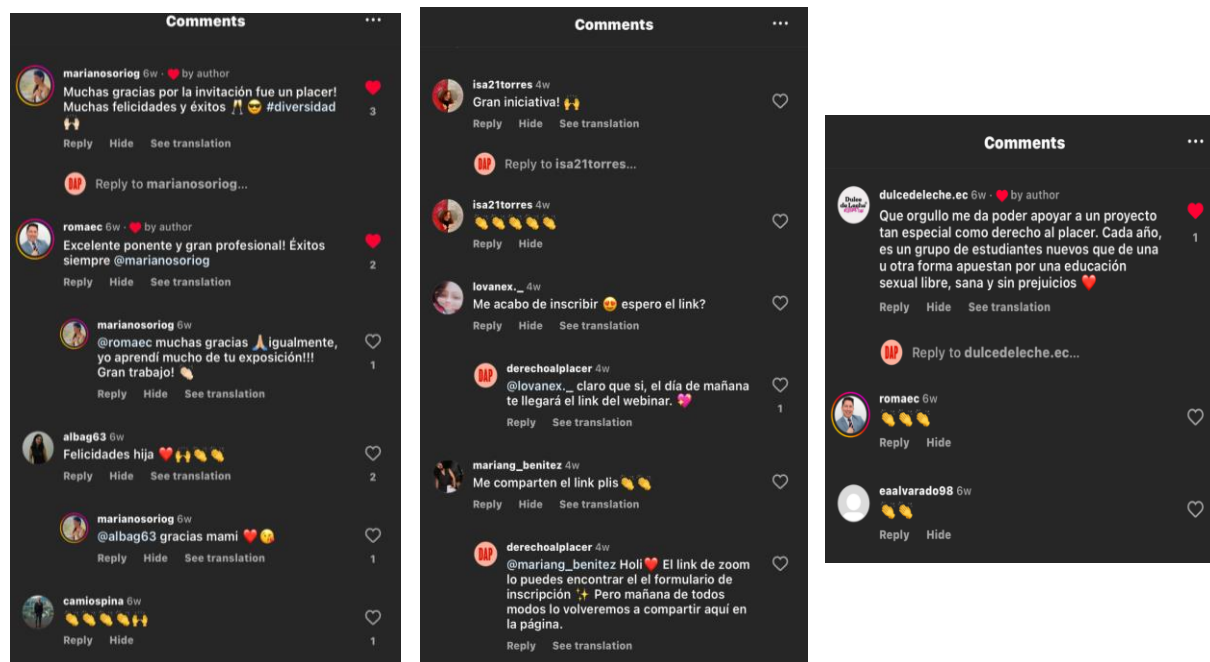 Comments
marianosoriog 6w · ❤️ by author
Muchas gracias por la invitación fue un placer!
Muchas felicidades y éxitos 🥂 😎 #diversidad
🙌🏻
3
Reply Hide See translation
DAP Reply to marianosoriog...
romaec 6w · ❤️ by author
Excelente ponente y gran profesional! Éxitos
siempre @marianosoriog
2
Reply Hide See translation
marianosoriog 6w
@romaec muchas gracias 🙏🏼 igualmente,
yo aprendí mucho de tu exposición!!!
Gran trabajo! 👏🏻
1
Reply Hide See translation
albag63 6w
Felicidades hija ❤️🙌👏👏
2
Reply Hide See translation
marianosoriog 6w
@albag63 gracias mami ❤️😘
1
Reply Hide See translation
camiospina 6w
👏👏👏👏🙌
1
Reply Hide
Comments
isa21torres 4w
Gran iniciativa! 🙌
Reply Hide See translation
DAP Reply to isa21torres...
isa21torres 4w
👏👏👏👏👏
Reply Hide
lovanex._ 4w
Me acabo de inscribir 😍 espero el link?
Reply Hide See translation
DAP derechoalplacer 4w
@lovanex._ claro que si, el día de mañana
te llegará el link del webinar. 💖
1
Reply See translation
mariang_benitez 4w
Me comparten el link plis👏👏
Reply Hide See translation
DAP derechoalplacer 4w
@mariang_benitez Holi❤️ El link de zoom
lo puedes encontrar el el formulario de
inscripción ✨ Pero mañana de todos
modos lo volveremos a compartir aquí en
la página.
Reply See translation
Comments
Dulce
de Leche
dulcedeleche.ec 6w · ❤️ by author
Que orgullo me da poder apoyar a un proyecto
tan especial como derecho al placer. Cada año,
es un grupo de estudiantes nuevos que de una
u otra forma apuestan por una educación
sexual libre, sana y sin prejuicios ❤️
1
Reply Hide See translation
DAP Reply to dulcedeleche.ec...
romaec 6w
👏👏👏
Reply Hide
eaalvarado98 6w
👏👏
Reply Hide